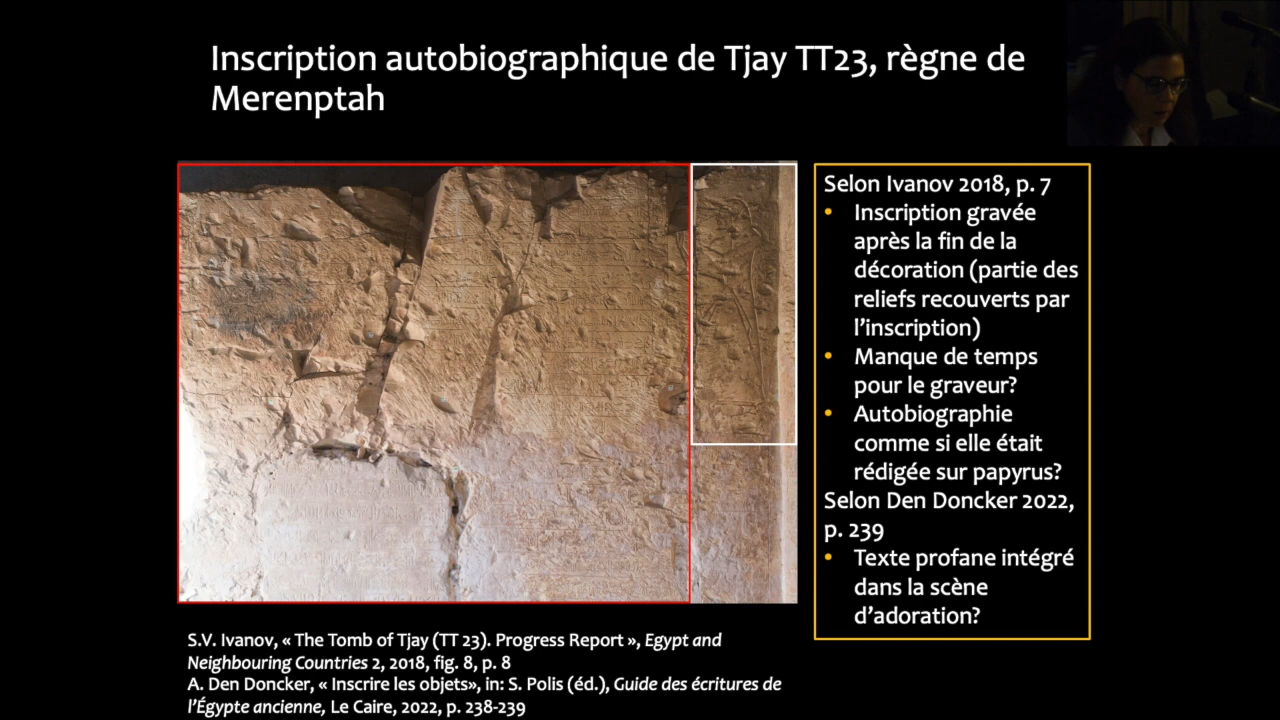 Inscription autobiographique de Tjay TT23, règne de
Merenptah
Selon Ivanov 2018, p. 7
• Inscription gravée
après la fin de la
décoration (partie des
reliefs recouverts par
l'inscription)
• Manque de temps
pour le graveur?
• Autobiographie
comme si elle était
rédigée sur papyrus?
Selon Den Doncker 2022,
p. 239
• Texte profane intégré
dans la scène
d'adoration?
S.V. Ivanov, « The Tomb of Tjay (TT 23). Progress Report », Egypt and
Neighbouring Countries 2, 2018, fig. 8, p. 8
A. Den Doncker, « Inscrire les objets», in: S. Polis (éd.), Guide des écritures de
l'Égypte ancienne, Le Caire, 2022, p. 238-239